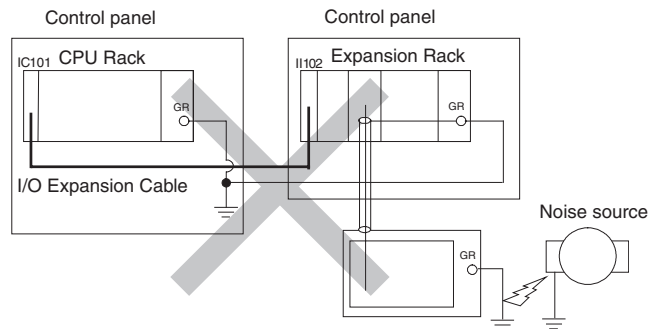 Control panel
Control panel
IC101
CPU Rack
II102
Expansion Rack
GR
GR
I/O Expansion Cable
Noise source
GR